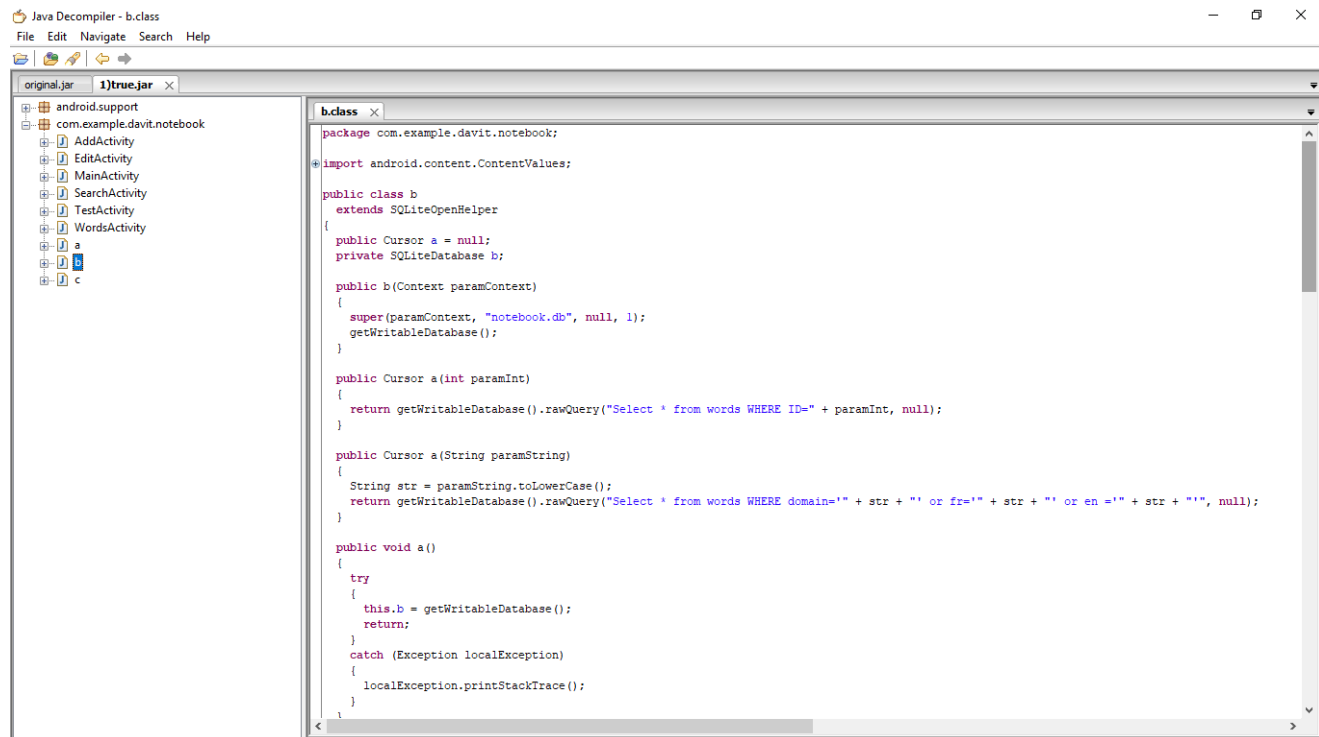 Java Decompiler - b.class
File Edit Navigate Search Help
original.jar 1)true.jar
android.support
com.example.davit.notebook
AddActivity
EditActivity
MainActivity
SearchActivity
TestActivity
WordsActivity
a
b
c
b.class
package com.example.davit.notebook;
import android.content.ContentValues;
public class b
extends SQLiteOpenHelper
{
public Cursor a = null;
private SQLiteDatabase b;
public b(Context paramContext)
{
super(paramContext, "notebook.db", null, 1);
getWritableDatabase();
}
public Cursor a(int paramInt)
{
return getWritableDatabase().rawQuery("Select * from words WHERE ID=" + paramInt, null);
}
public Cursor a(String paramString)
{
String str = paramString.toLowerCase();
return getWritableDatabase().rawQuery("Select * from words WHERE domain='" + str + "' or fr='" + str + "' or en ='" + str + "'", null);
}
public void a()
{
try
{
this.b = getWritableDatabase();
return;
}
catch (Exception localException)
{
localException.printStackTrace();
}
}